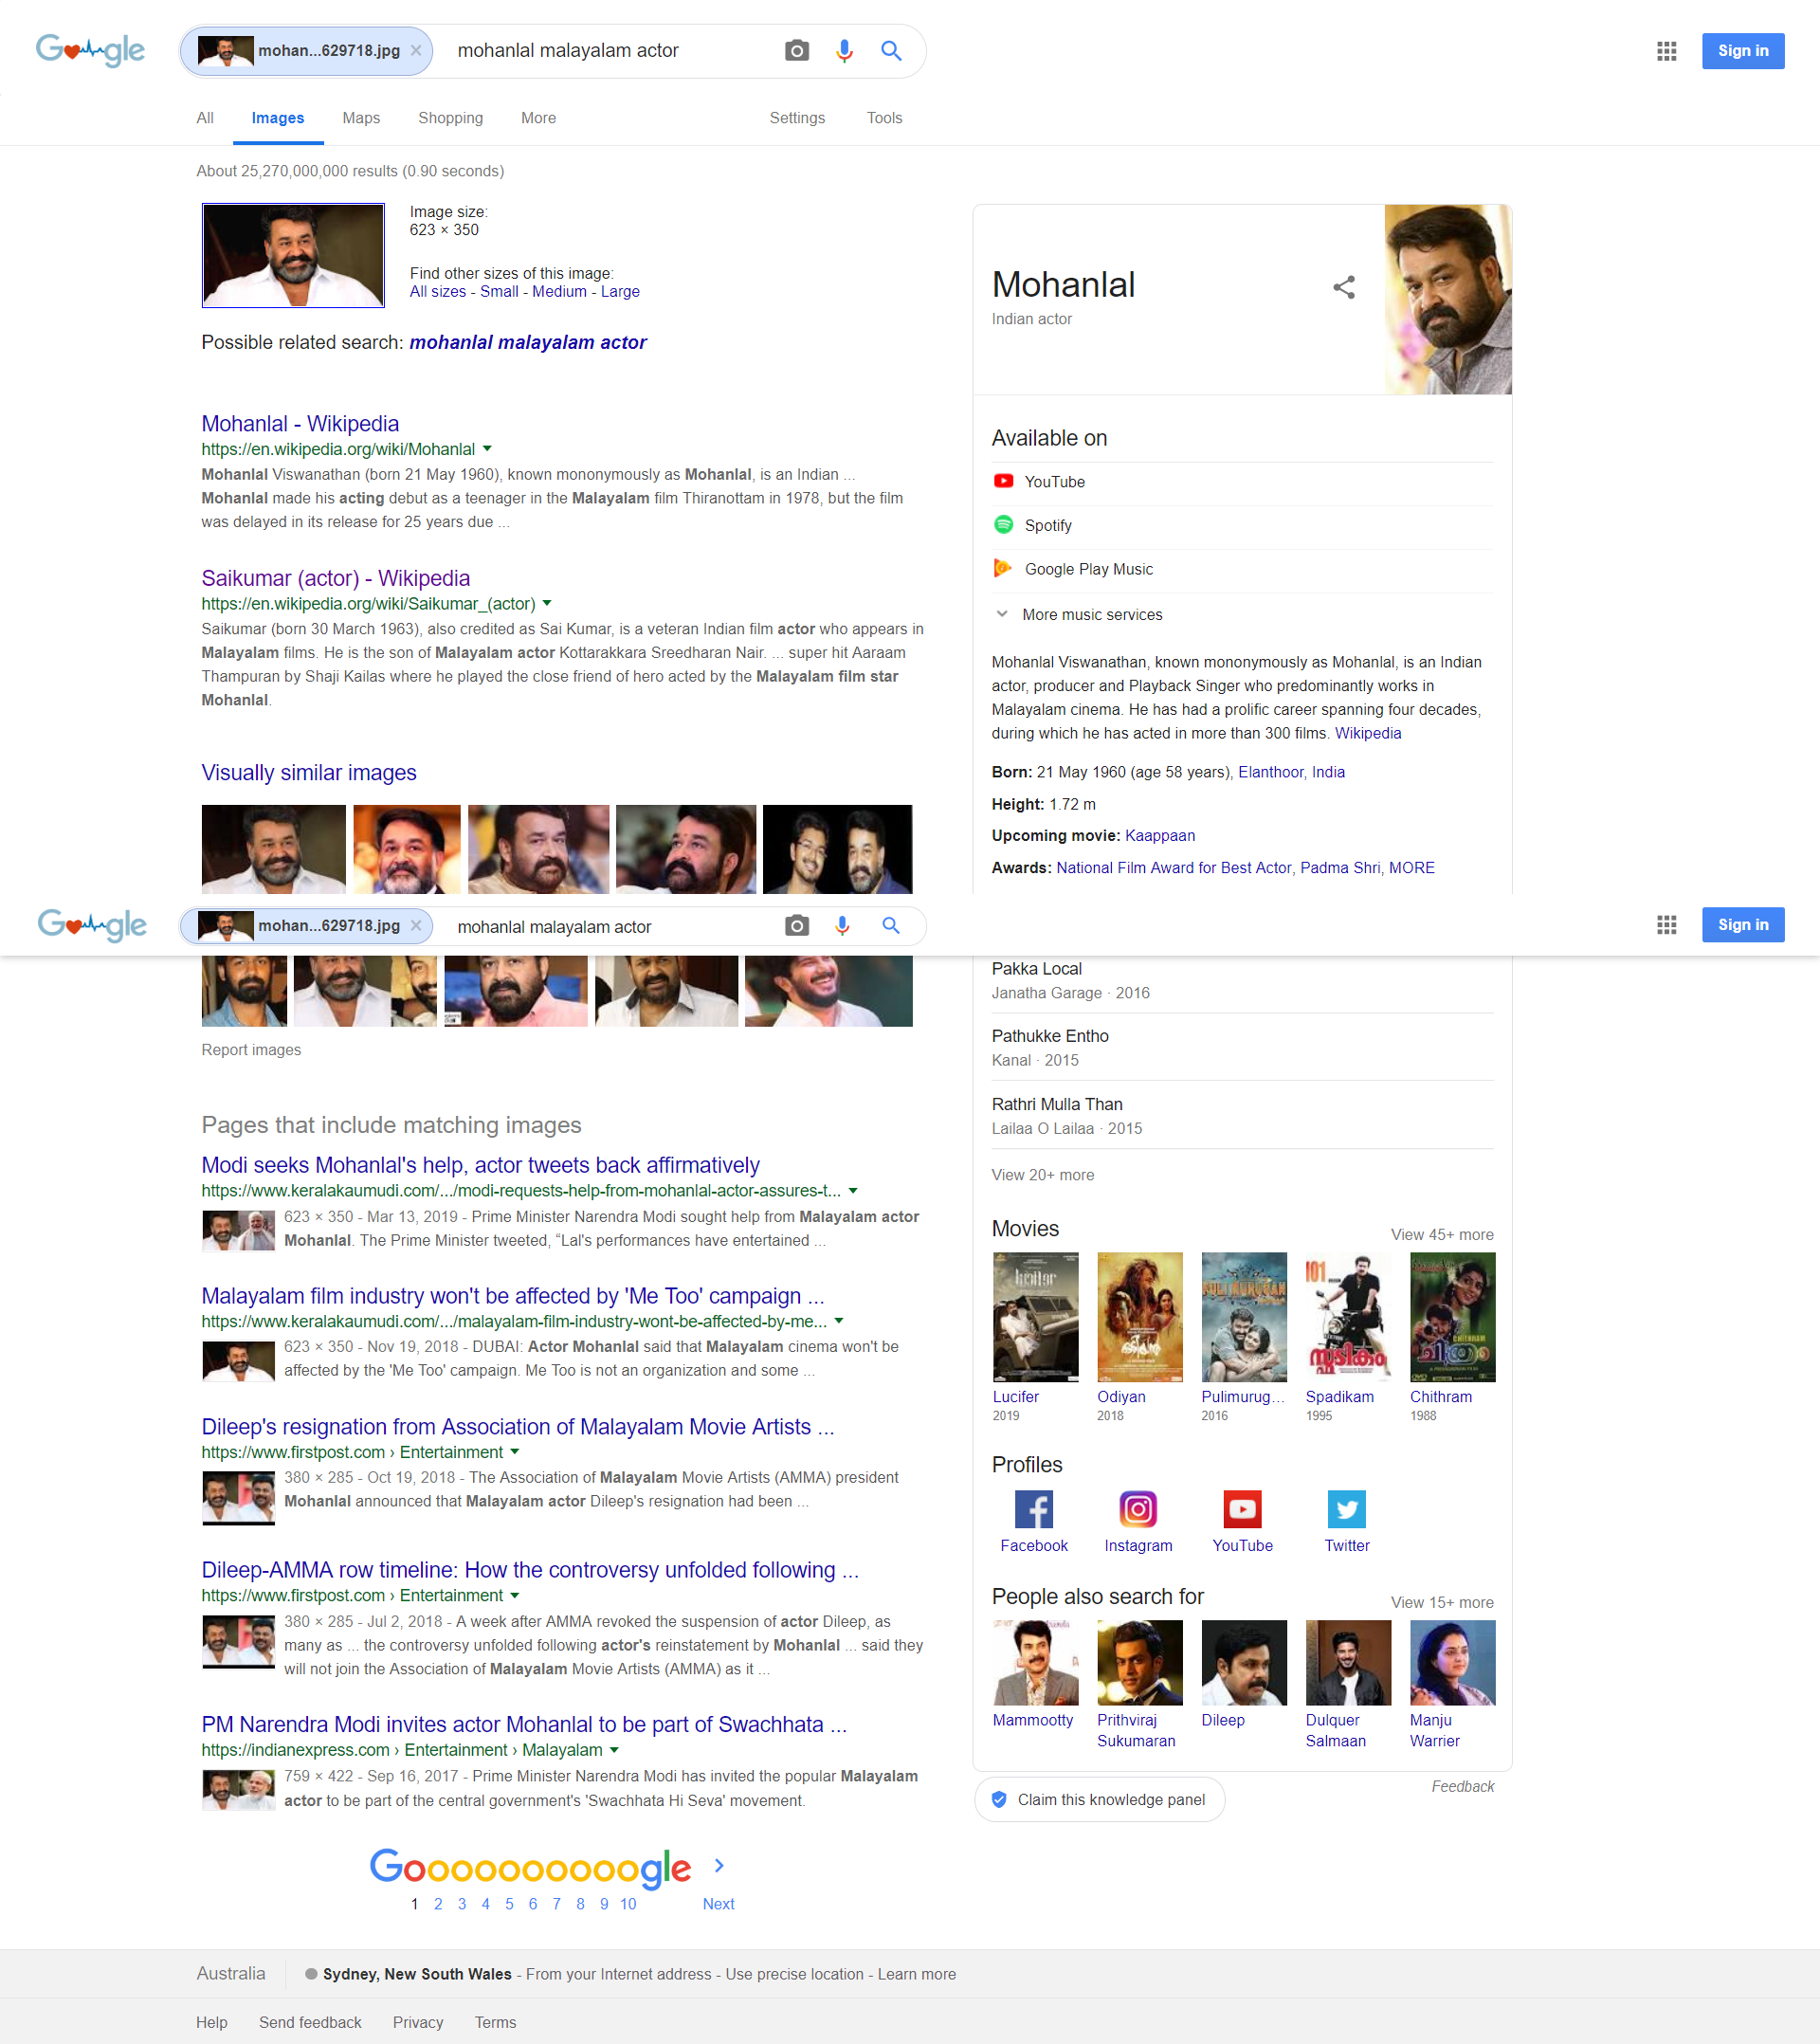 Google
mohan...629718.jpg × mohanlal malayalam actor
Sign in
All Images Maps Shopping More Settings Tools
About 25,270,000,000 results (0.90 seconds)
Image size:
623 × 350
Find other sizes of this image:
All sizes - Small - Medium - Large
Possible related search: mohanlal malayalam actor
Mohanlal - Wikipedia
https://en.wikipedia.org/wiki/Mohanlal
Mohanlal Viswanathan (born 21 May 1960), known mononymously as Mohanlal, is an Indian ...
Mohanlal made his acting debut as a teenager in the Malayalam film Thiranottam in 1978, but the film
was delayed in its release for 25 years due ...
Saikumar (actor) - Wikipedia
https://en.wikipedia.org/wiki/Saikumar_(actor)
Saikumar (born 30 March 1963), also credited as Sai Kumar, is a veteran Indian film actor who appears in
Malayalam films. He is the son of Malayalam actor Kottarakkara Sreedharan Nair. ... super hit Aaraam
Thampuran by Shaji Kailas where he played the close friend of hero acted by the Malayalam film star
Mohanlal.
Visually similar images
Mohanlal
Indian actor
Available on
YouTube
Spotify
Google Play Music
More music services
Mohanlal Viswanathan, known mononymously as Mohanlal, is an Indian
actor, producer and Playback Singer who predominantly works in
Malayalam cinema. He has had a prolific career spanning four decades,
during which he has acted in more than 300 films. Wikipedia
Born: 21 May 1960 (age 58 years), Elanthoor, India
Height: 1.72 m
Upcoming movie: Kaappaan
Awards: National Film Award for Best Actor, Padma Shri, MORE
Google
mohan...629718.jpg × mohanlal malayalam actor
Sign in
Report images
Pages that include matching images
Modi seeks Mohanlal's help, actor tweets back affirmatively
https://www.keralakaumudi.com/.../modi-requests-help-from-mohanlal-actor-assures-t...
623 × 350 - Mar 13, 2019 - Prime Minister Narendra Modi sought help from Malayalam actor
Mohanlal. The Prime Minister tweeted, “Lal's performances have entertained ...
Malayalam film industry won't be affected by 'Me Too' campaign ...
https://www.keralakaumudi.com/.../malayalam-film-industry-wont-be-affected-by-me...
623 × 350 - Nov 19, 2018 - DUBAI: Actor Mohanlal said that Malayalam cinema won't be
affected by the 'Me Too' campaign. Me Too is not an organization and some ...
Dileep's resignation from Association of Malayalam Movie Artists ...
https://www.firstpost.com › Entertainment
380 × 285 - Oct 19, 2018 - The Association of Malayalam Movie Artists (AMMA) president
Mohanlal announced that Malayalam actor Dileep's resignation had been ...
Dileep-AMMA row timeline: How the controversy unfolded following ...
https://www.firstpost.com › Entertainment
380 × 285 - Jul 2, 2018 - A week after AMMA revoked the suspension of actor Dileep, as
many as ... the controversy unfolded following actor's reinstatement by Mohanlal ... said they
will not join the Association of Malayalam Movie Artists (AMMA) as it ...
PM Narendra Modi invites actor Mohanlal to be part of Swachhata ...
https://indianexpress.com › Entertainment › Malayalam
759 × 422 - Sep 16, 2017 - Prime Minister Narendra Modi has invited the popular Malayalam
actor to be part of the central government's 'Swachhata Hi Seva' movement.
Pakka Local
Janatha Garage · 2016
Pathukke Entho
Kanal · 2015
Rathri Mulla Than
Lailaa O Lailaa · 2015
View 20+ more
Movies View 45+ more
lucifer
PULIMURUGAN
101
സ്ഫടികം
CHITHRAM
ചിത്രം
Lucifer Odiyan Pulimurug... Spadikam Chithram
2019 2018 2016 1995 1988
Profiles
Facebook Instagram YouTube Twitter
People also search for View 15+ more
Mammootty Prithviraj Sukumaran Dileep Dulquer Salmaan Manju Warrier
Claim this knowledge panel
Feedback
Goooooooooogle
1 2 3 4 5 6 7 8 9 10 Next
Australia Sydney, New South Wales - From your Internet address - Use precise location - Learn more
Help Send feedback Privacy Terms